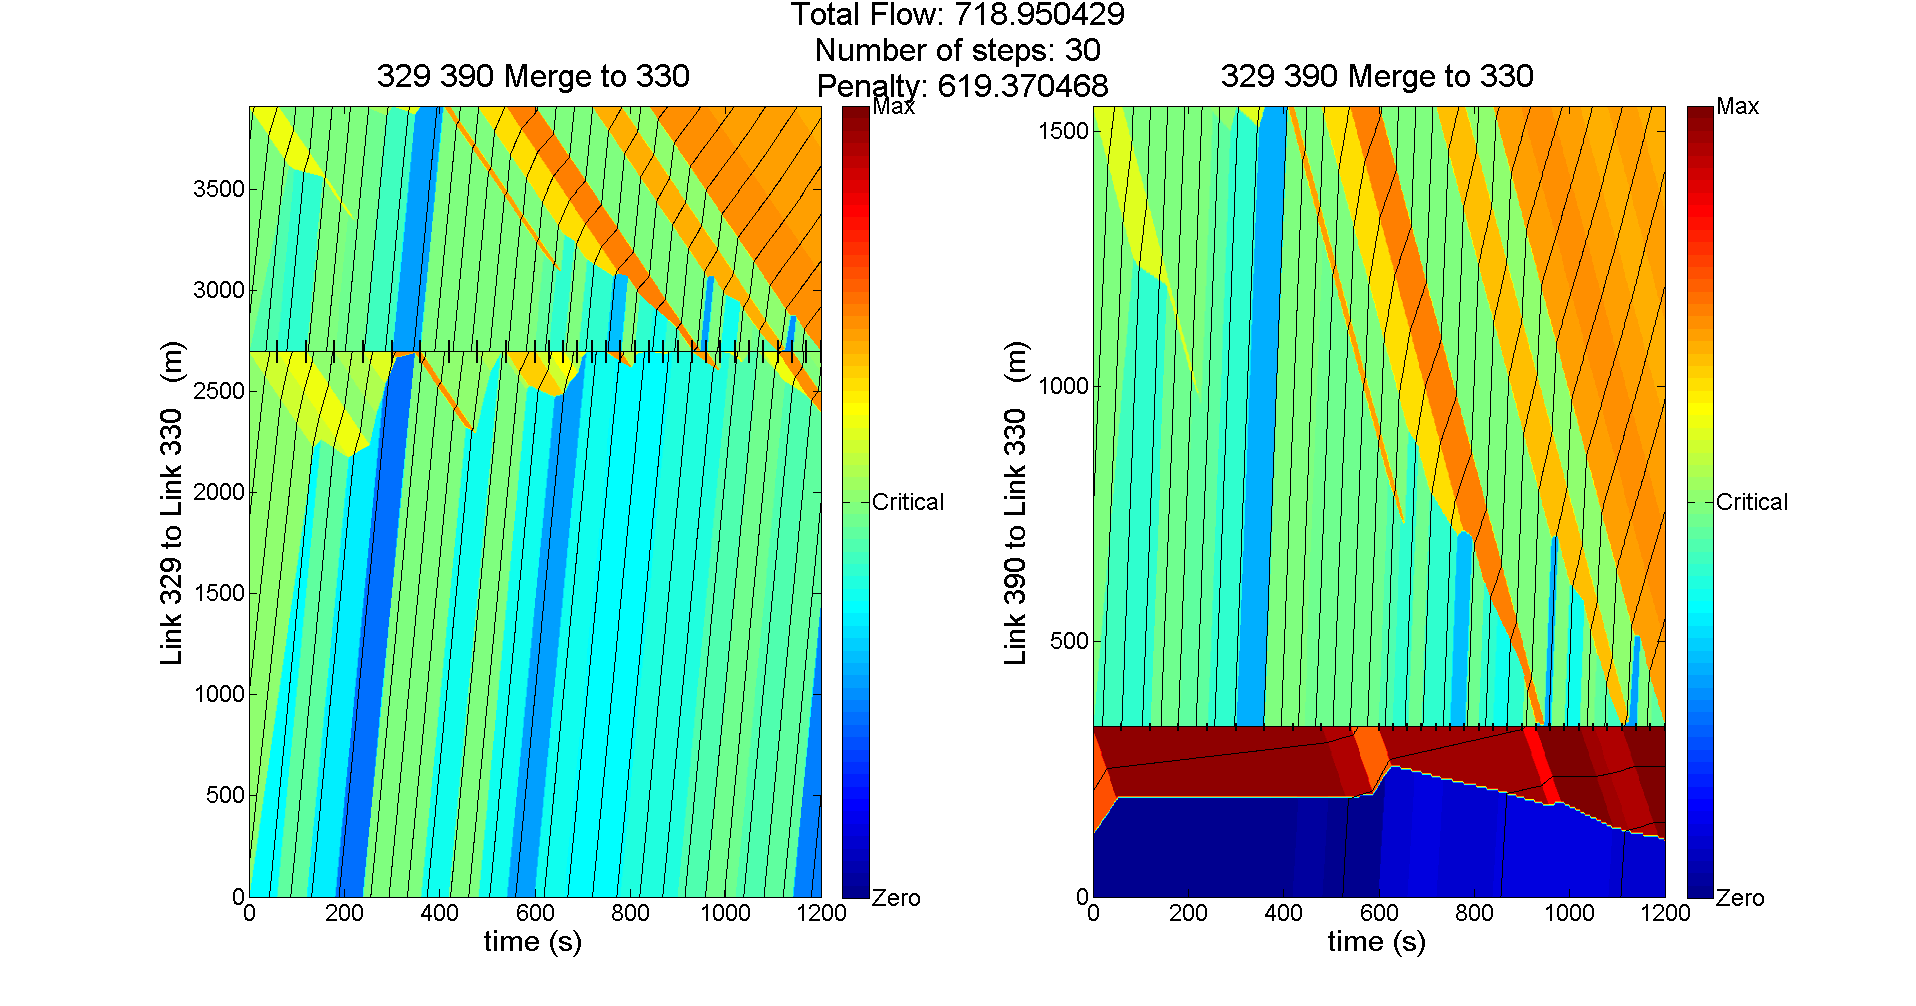 Total Flow: 718.950429
Number of steps: 30
Penalty: 619.370468
329 390 Merge to 330
Link 329 to Link 330 (m)
3500
3000
2500
2000
1500
1000
500
0
0 200 400 600 800 1000 1200
time (s)
Max
Critical
Zero
329 390 Merge to 330
Link 390 to Link 330 (m)
1500
1000
500
0
0 200 400 600 800 1000 1200
time (s)
Max
Critical
Zero